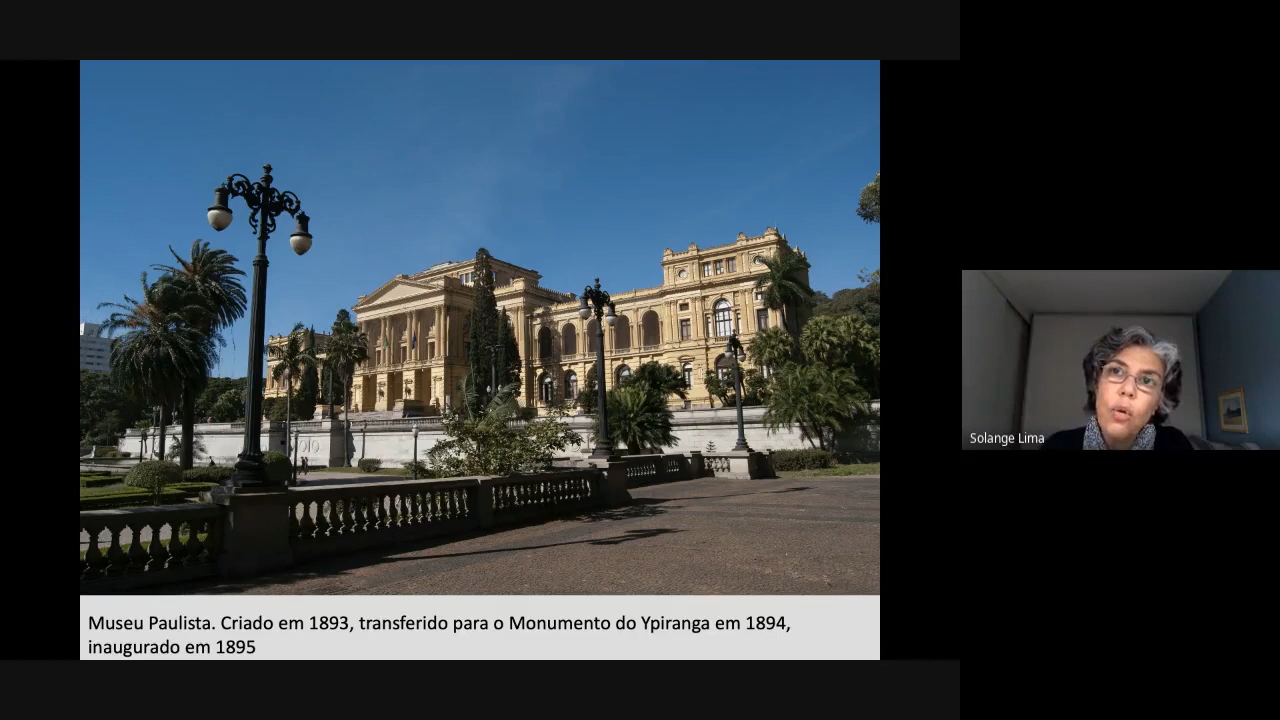 Museu Paulista. Criado em 1893, transferido para o Monumento do Ypiranga em 1894,
inaugurado em 1895
Solange Lima